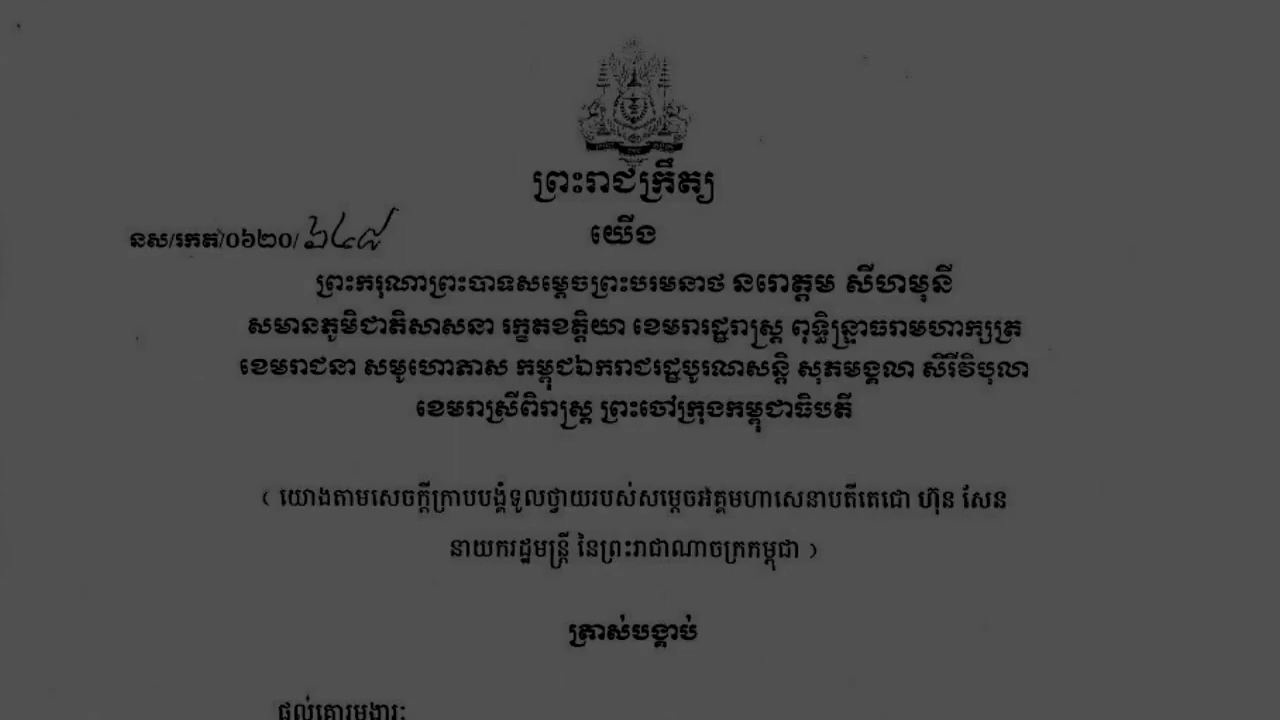 ព្រះរាជក្រឹត្យ
នស/រកត/០៦២០/ ៦៤៩
យើង
ព្រះករុណាព្រះបាទសម្តេចព្រះបរមនាថ នរោត្តម សីហមុនី
សមានភូមិជាតិសាសនា រក្ខតខត្តិយា ខេមរារដ្ឋរាស្ត្រ ពុទ្ធិន្ទ្រាធរាមហាក្សត្រ
ខេមរាជនា សមូហោភាស កម្ពុជឯករាជរដ្ឋបូរណសន្តិ សុភមង្គលា សិរីវិបុលា
ខេមរាស្រីពិរាស្ត្រ ព្រះចៅក្រុងកម្ពុជាធិបតី
( យោងតាមសេចក្តីក្រាបបង្គំទូលថ្វាយរបស់សម្តេចអគ្គមហាសេនាបតីតេជោ ហ៊ុន សែន
នាយករដ្ឋមន្ត្រី នៃព្រះរាជាណាចក្រកម្ពុជា )
ត្រាស់បង្គាប់
ផ្តល់គោរមងារៈ